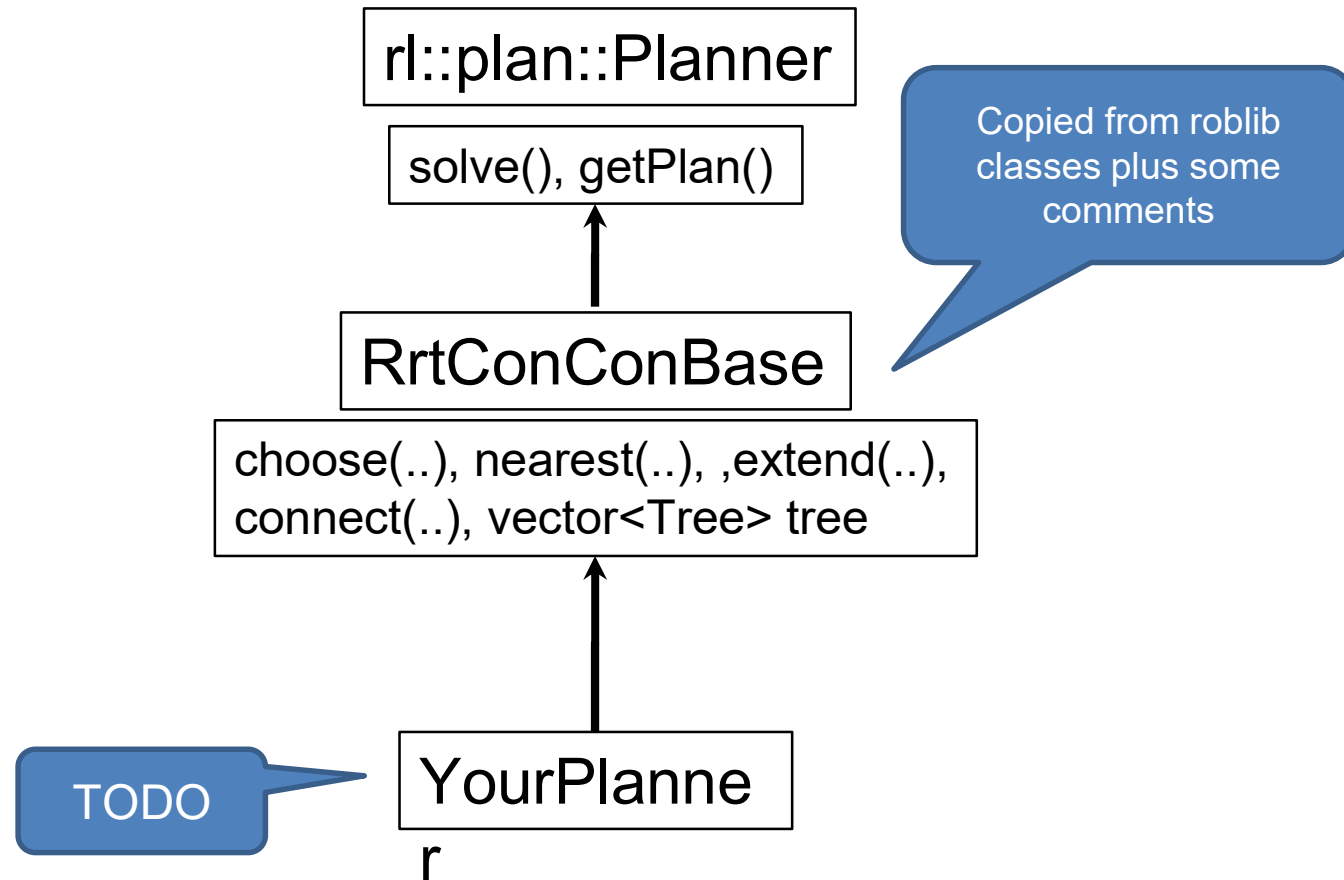 rl::plan::Planner
solve(), getPlan()
Copied from roblib
classes plus some
comments
RrtConConBase
choose(..), nearest(..), ,extend(..),
connect(..), vector<Tree> tree
TODO
YourPlanne
r